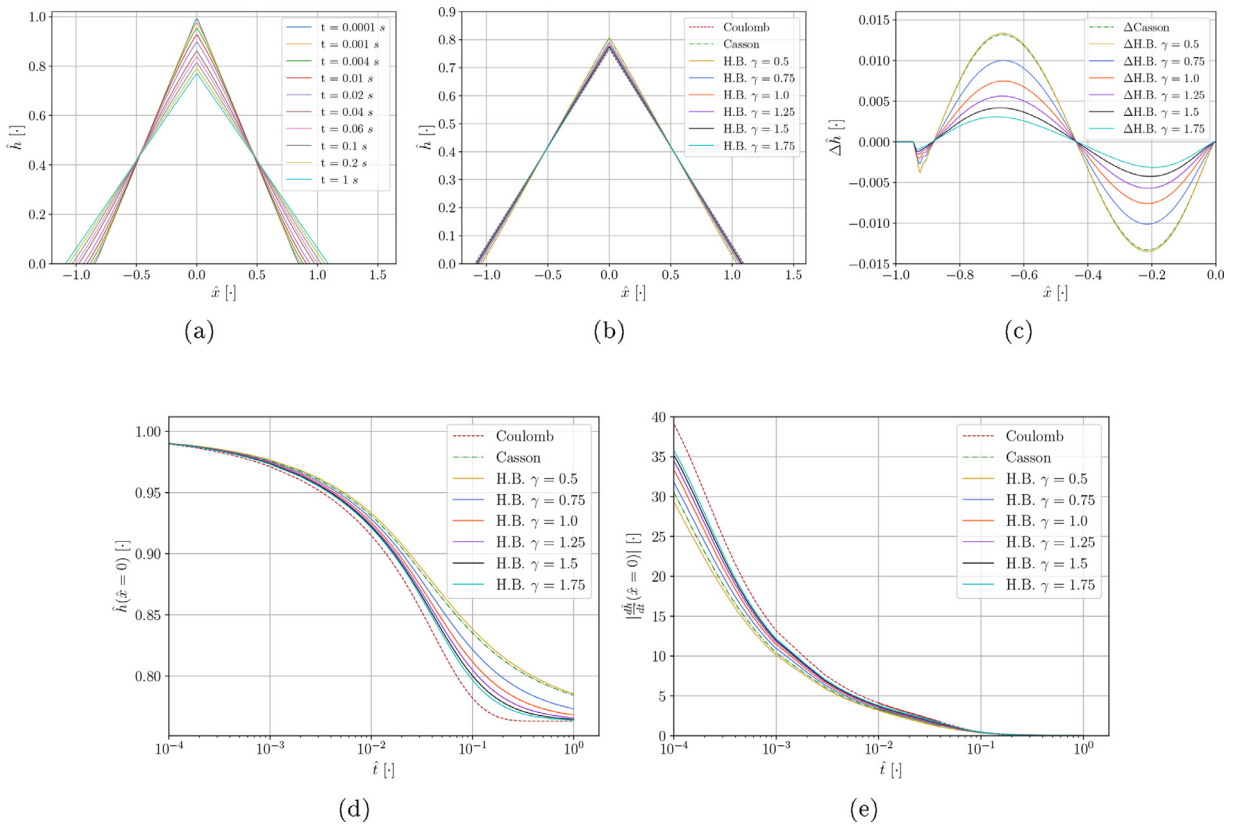 1.0
0.8
0.6
0.4
0.2
0.0
ĥ [·]
−1.0 −0.5 0.0 0.5 1.0 1.5
x̂ [·]
t = 0.0001 s
t = 0.001 s
t = 0.004 s
t = 0.01 s
t = 0.02 s
t = 0.04 s
t = 0.06 s
t = 0.1 s
t = 0.2 s
t = 1 s
(a)
0.9
0.8
0.7
0.6
0.5
0.4
0.3
0.2
0.1
0.0
ĥ [·]
−1.0 −0.5 0.0 0.5 1.0 1.5
x̂ [·]
Coulomb
Casson
H.B. γ = 0.5
H.B. γ = 0.75
H.B. γ = 1.0
H.B. γ = 1.25
H.B. γ = 1.5
H.B. γ = 1.75
(b)
0.015
0.010
0.005
0.000
−0.005
−0.010
−0.015
Δĥ [·]
−1.0 −0.8 −0.6 −0.4 −0.2 0.0
x̂ [·]
ΔCasson
ΔH.B. γ = 0.5
ΔH.B. γ = 0.75
ΔH.B. γ = 1.0
ΔH.B. γ = 1.25
ΔH.B. γ = 1.5
ΔH.B. γ = 1.75
(c)
1.00
0.95
0.90
0.85
0.80
ĥ(x̂ = 0) [·]
10⁻⁴ 10⁻³ 10⁻² 10⁻¹ 10⁰
t̂ [·]
Coulomb
Casson
H.B. γ = 0.5
H.B. γ = 0.75
H.B. γ = 1.0
H.B. γ = 1.25
H.B. γ = 1.5
H.B. γ = 1.75
(d)
40
35
30
25
20
15
10
5
0
|dh/dt(x̂ = 0)| [·]
10⁻⁴ 10⁻³ 10⁻² 10⁻¹ 10⁰
t̂ [·]
Coulomb
Casson
H.B. γ = 0.5
H.B. γ = 0.75
H.B. γ = 1.0
H.B. γ = 1.25
H.B. γ = 1.5
H.B. γ = 1.75
(e)